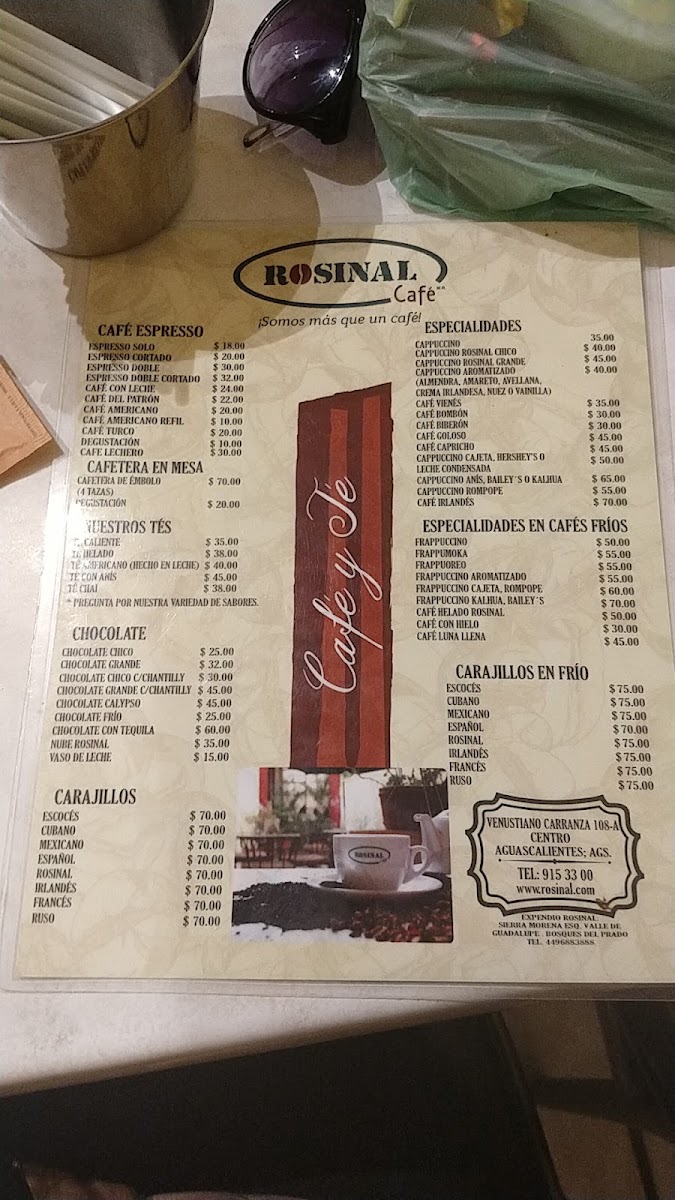 ROSINAL
Café
¡Somos más que un café!
CAFÉ ESPRESSO
ESPRESSO SOLO $ 18.00
ESPRESSO CORTADO $ 20.00
ESPRESSO DOBLE $ 30.00
ESPRESSO DOBLE CORTADO $ 32.00
CAFÉ CON LECHE $ 24.00
CAFÉ DEL PATRÓN $ 22.00
CAFÉ AMERICANO $ 20.00
CAFÉ AMERICANO REFIL $ 10.00
CAFÉ TURCO $ 20.00
DEGUSTACIÓN $ 10.00
CAFE LECHERO $ 30.00
CAFETERA EN MESA
CAFETERA DE ÉMBOLO $ 70.00
(4 TAZAS)
DEGUSTACIÓN $ 20.00
NUESTROS TÉS
TÉ CALIENTE $ 35.00
TÉ HELADO $ 38.00
TÉ AMERICANO (HECHO EN LECHE) $ 40.00
TÉ CON ANÍS $ 45.00
TÉ CHAI $ 38.00
* PREGUNTA POR NUESTRA VARIEDAD DE SABORES.
CHOCOLATE
CHOCOLATE CHICO $ 25.00
CHOCOLATE GRANDE $ 32.00
CHOCOLATE CHICO C/CHANTILLY $ 30.00
CHOCOLATE GRANDE C/CHANTILLY $ 45.00
CHOCOLATE CALYPSO $ 45.00
CHOCOLATE FRÍO $ 25.00
CHOCOLATE CON TEQUILA $ 60.00
NUBE ROSINAL $ 35.00
VASO DE LECHE $ 15.00
CARAJILLOS
ESCOCÉS $ 70.00
CUBANO $ 70.00
MEXICANO $ 70.00
ESPAÑOL $ 70.00
ROSINAL $ 70.00
IRLANDÉS $ 70.00
FRANCÉS $ 70.00
RUSO $ 70.00
Café y Té
ROSINAL
ESPECIALIDADES
CAPPUCCINO 35.00
CAPPUCCINO ROSINAL CHICO $ 40.00
CAPPUCCINO ROSINAL GRANDE $ 45.00
CAPPUCCINO AROMATIZADO $ 40.00
(ALMENDRA, AMARETO, AVELLANA,
CREMA IRLANDESA, NUEZ O VAINILLA)
CAFÉ VIENÉS $ 35.00
CAFÉ BOMBÓN $ 30.00
CAFÉ BIBERÓN $ 30.00
CAFÉ GOLOSO $ 45.00
CAFÉ CAPRICHO $ 45.00
CAPPUCCINO CAJETA, HERSHEY'S O $ 50.00
LECHE CONDENSADA
CAPPUCCINO ANÍS, BAILEY´S O KALHUA $ 65.00
CAPPUCCINO ROMPOPE $ 55.00
CAFÉ IRLANDÉS $ 70.00
ESPECIALIDADES EN CAFÉS FRÍOS
FRAPPUCCINO $ 50.00
FRAPPUMOKA $ 55.00
FRAPPUOREO $ 55.00
FRAPPUCCINO AROMATIZADO $ 55.00
FRAPPUCCINO CAJETA, ROMPOPE $ 60.00
FRAPPUCCINO KALHUA, BAILEY´S $ 70.00
CAFÉ HELADO ROSINAL $ 50.00
CAFÉ CON HIELO $ 30.00
CAFÉ LUNA LLENA $ 45.00
CARAJILLOS EN FRÍO
ESCOCÉS $ 75.00
CUBANO $ 75.00
MEXICANO $ 75.00
ESPAÑOL $ 70.00
ROSINAL $ 75.00
IRLANDÉS $ 75.00
FRANCÉS $ 75.00
RUSO $ 75.00
VENUSTIANO CARRANZA 108-A
CENTRO
AGUASCALIENTES; AGS.
TEL: 915 33 00
www.rosinal.com
EXPENDIO ROSINAL.
SIERRA MORENA ESQ. VALLE DE
GUADALUPE . BOSQUES DEL PRADO
TEL. 4496883888